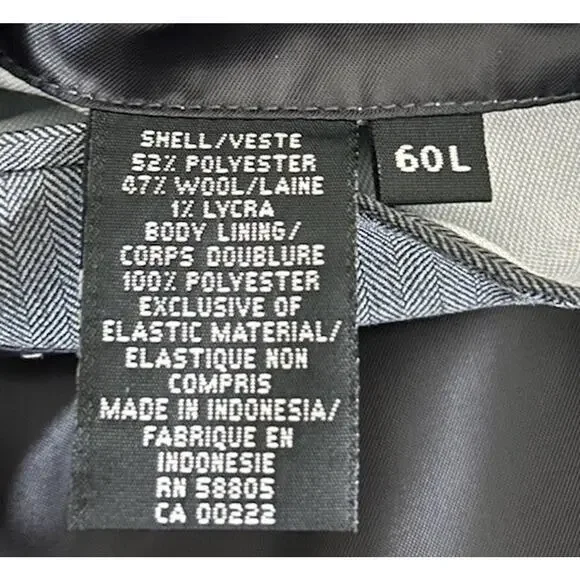 SHELL/VESTE
52% POLYESTER
47% WOOL/LAINE
1% LYCRA
BODY LINING/
CORPS DOUBLURE
100% POLYESTER
EXCLUSIVE OF
ELASTIC MATERIAL/
ELASTIQUE NON
COMPRIS
MADE IN INDONESIA/
FABRIQUE EN
INDONESIE
RN 58805
CA 00222
60L